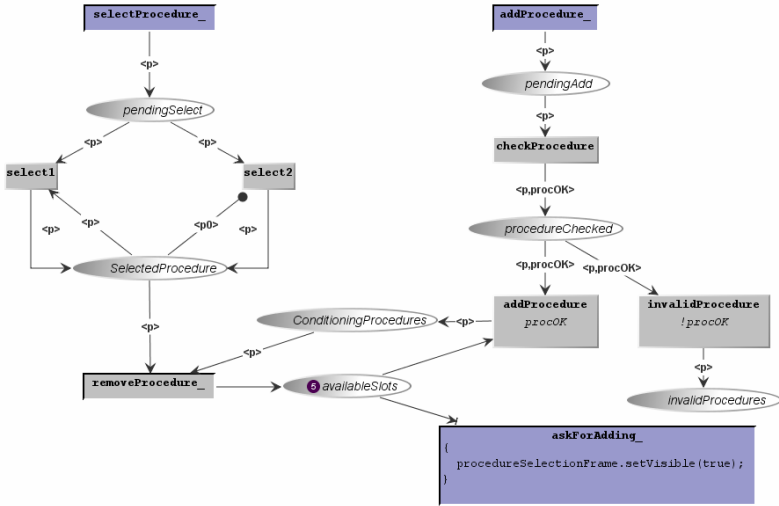 selectProcedure_
addProcedure_
<p>
<p>
pendingSelect
pendingAdd
<p>
<p>
<p>
checkProcedure
select1
select2
<p,procOK>
<p>
<p>
<p0>
<p>
procedureChecked
SelectedProcedure
<p,procOK>
<p,procOK>
<p>
ConditioningProcedures
<p>
addProcedure
procOK
invalidProcedure
!procOK
<p>
<p>
removeProcedure_
5 availableSlots
invalidProcedures
askForAdding_
{
procedureSelectionFrame.setVisible(true);
}